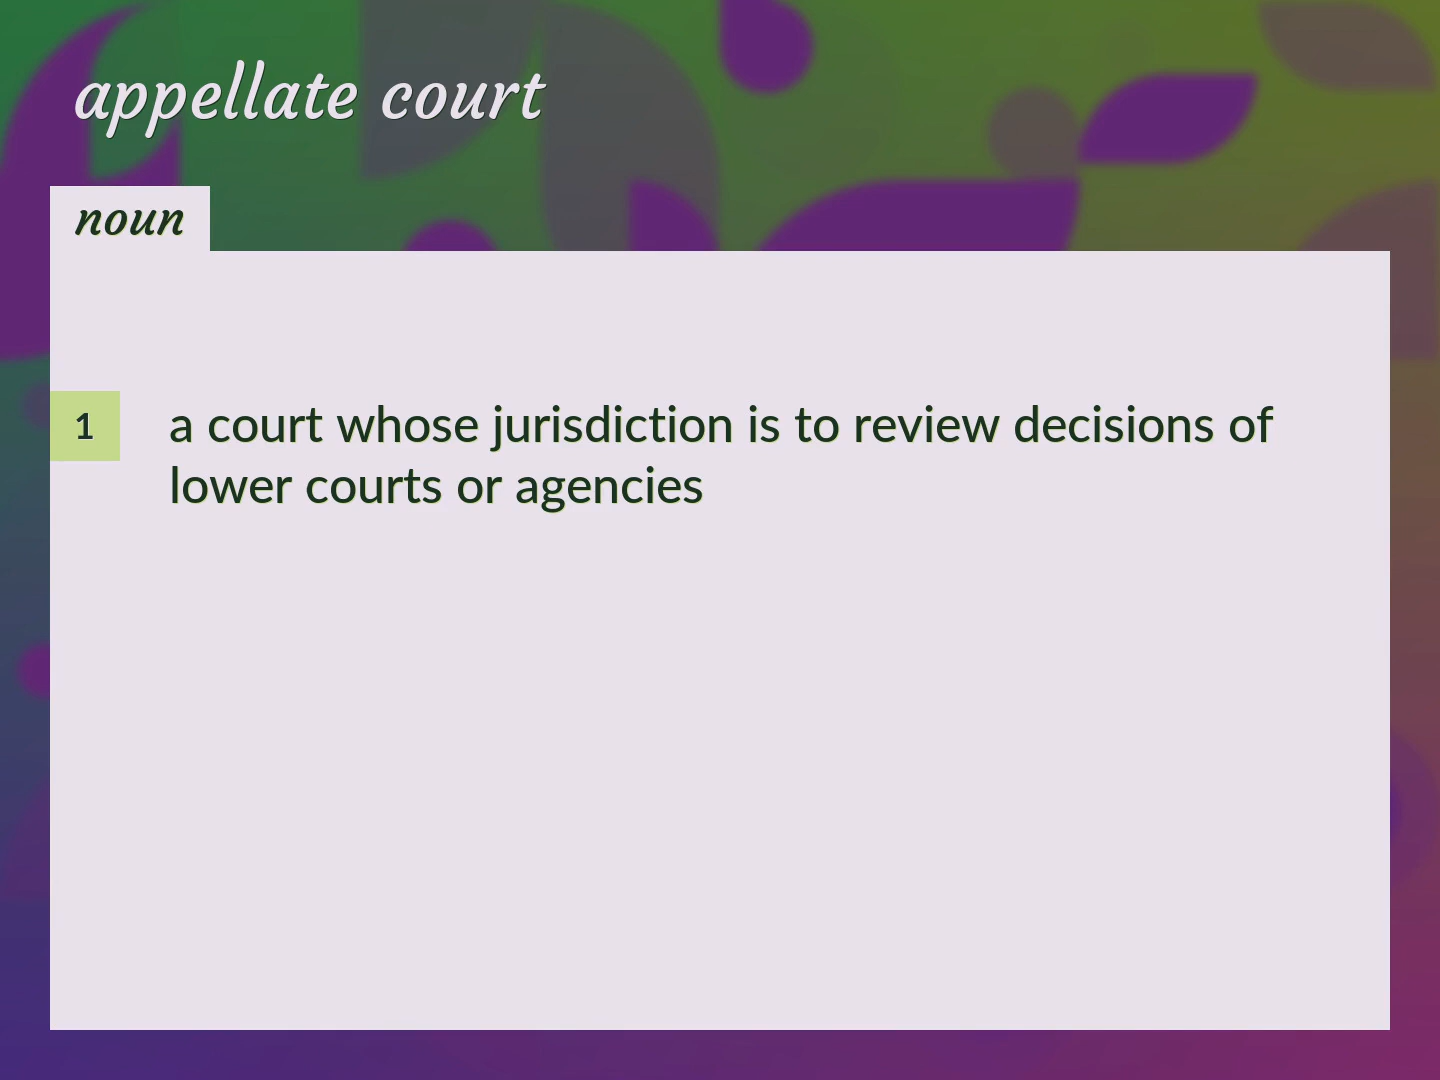 appellate court
noun
1
a court whose jurisdiction is to review decisions of
lower courts or agencies